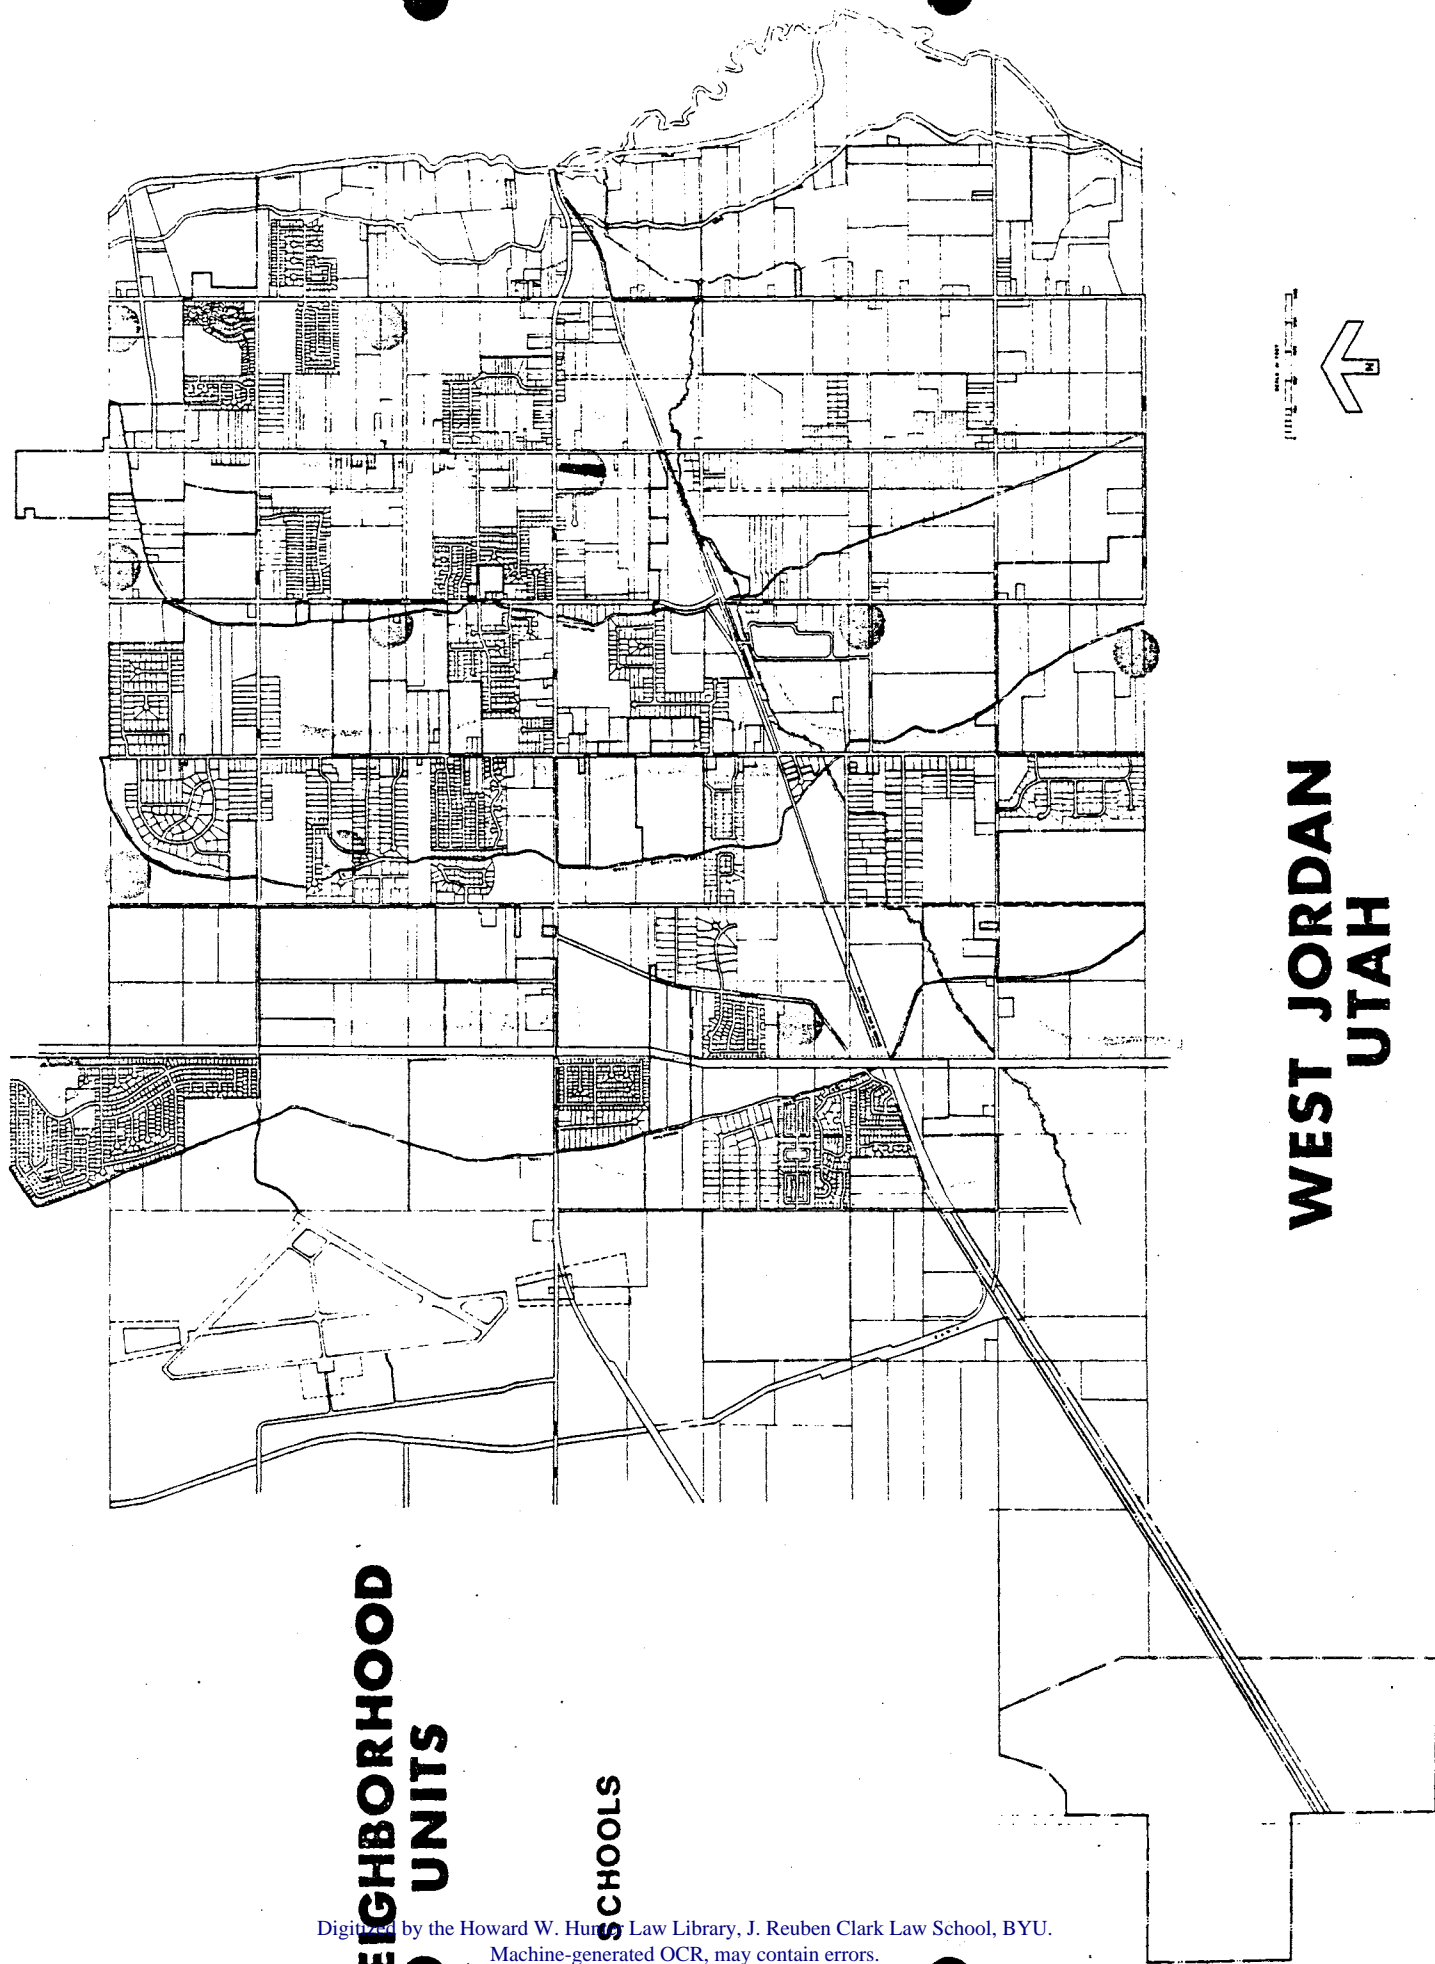 WEST JORDAN
UTAH
N
EIGHBORHOOD
UNITS
SCHOOLS
Digitized by the Howard W. Hunter Law Library, J. Reuben Clark Law School, BYU.
Machine-generated OCR, may contain errors.